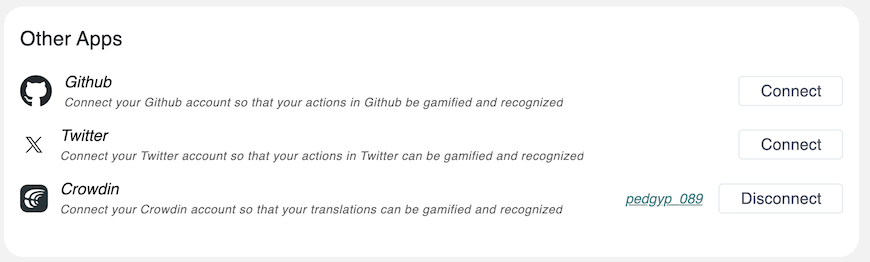 Other Apps
Github
Connect your Github account so that your actions in Github be gamified and recognized
Connect
Twitter
Connect your Twitter account so that your actions in Twitter can be gamified and recognized
Connect
Crowdin
Connect your Crowdin account so that your translations can be gamified and recognized
pedgyp_089
Disconnect